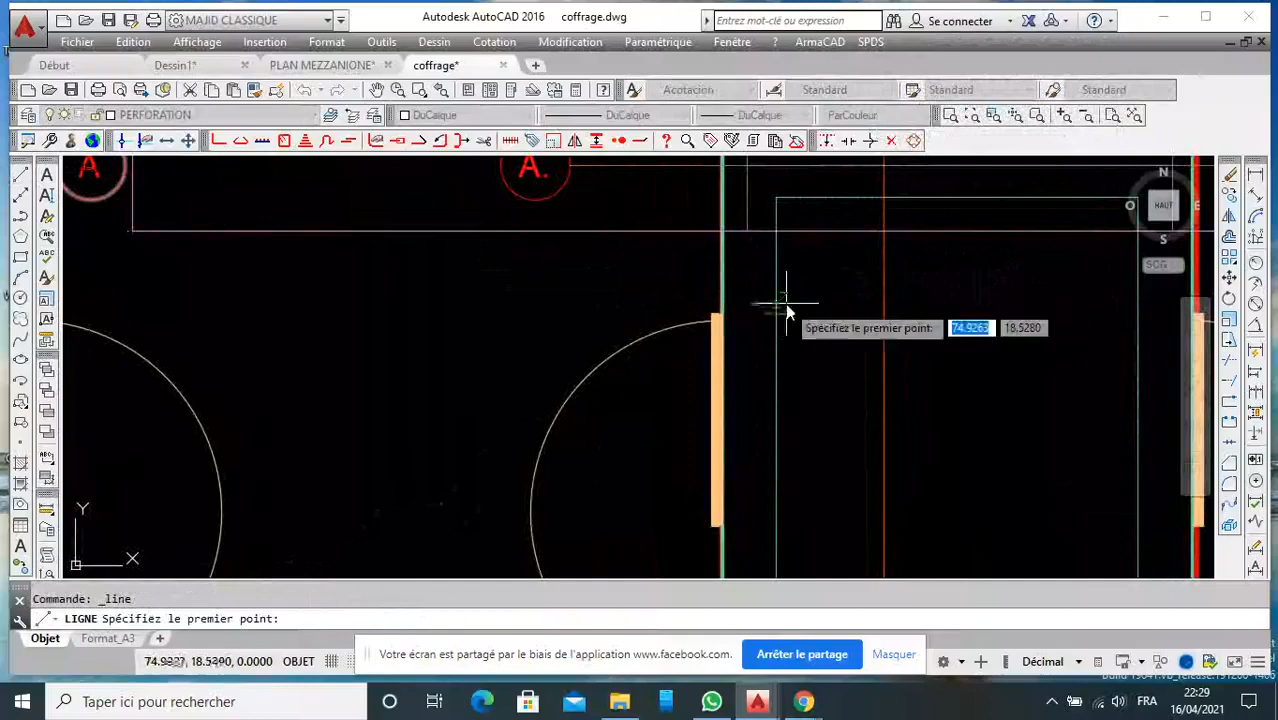 MAJID CLASSIQUE
Autodesk AutoCAD 2016 coffrage.dwg
Entrez mot-clé ou expression
Se connecter
Fichier Edition Affichage Insertion Format Outils Dessin Cotation Modification Paramétrique Fenêtre ? ArmaCAD SPDS
Début Dessin1* PLAN MEZZANINE* coffrage*
Acotacion Standard Standard Standard
PERFORATION DuCalque DuCalque DuCalque ParCouleur
A A.
N
O HAUT E
S
SCG
Spécifiez le premier point: 74.9263 18.5280
Y
X
Commande: _line
LIGNE Spécifiez le premier point:
Objet Format_A3
Votre écran est partagé par le biais de l'application www.facebook.com. Arrêter le partage Masquer
OBJET
Décimal
Taper ici pour rechercher
FRA
22:29
16/04/2021